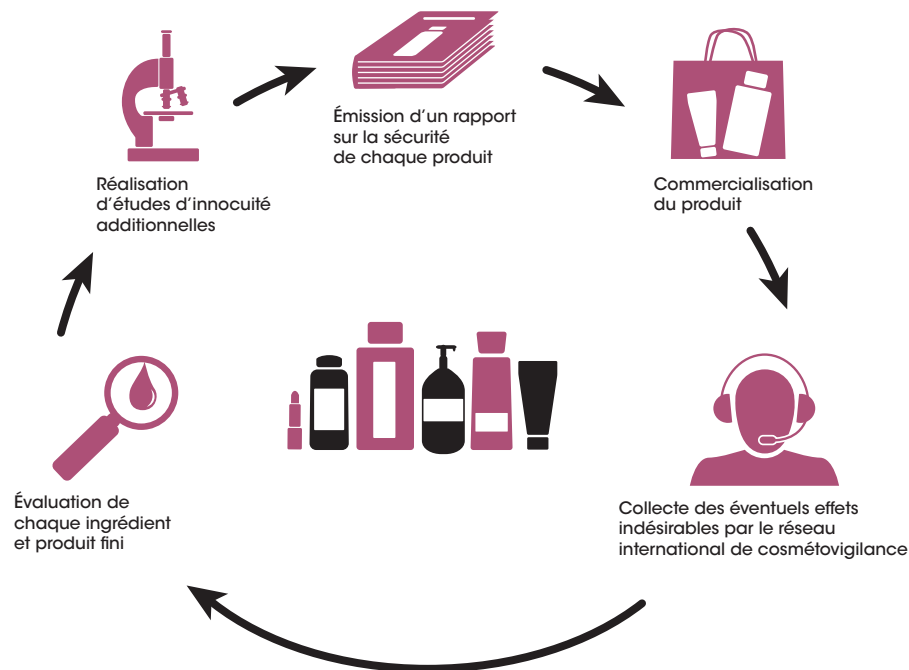 Émission d'un rapport
sur la sécurité
de chaque produit
Réalisation
d'études d'innocuité
additionnelles
Commercialisation
du produit
Évaluation de
chaque ingrédient
et produit fini
Collecte des éventuels effets
indésirables par le réseau
international de cosmétovigilance